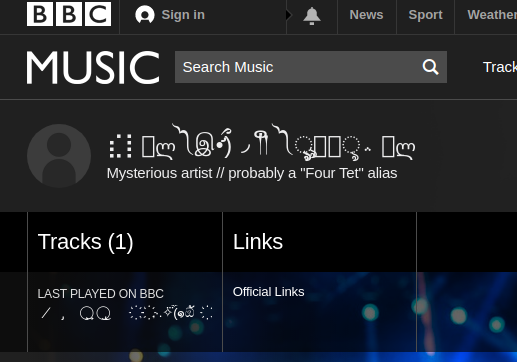 BBC Sign in News Sport Weather
MUSIC Search Music
Mysterious artist // probably a "Four Tet" alias
Tracks (1) Links
LAST PLAYED ON BBC Official Links